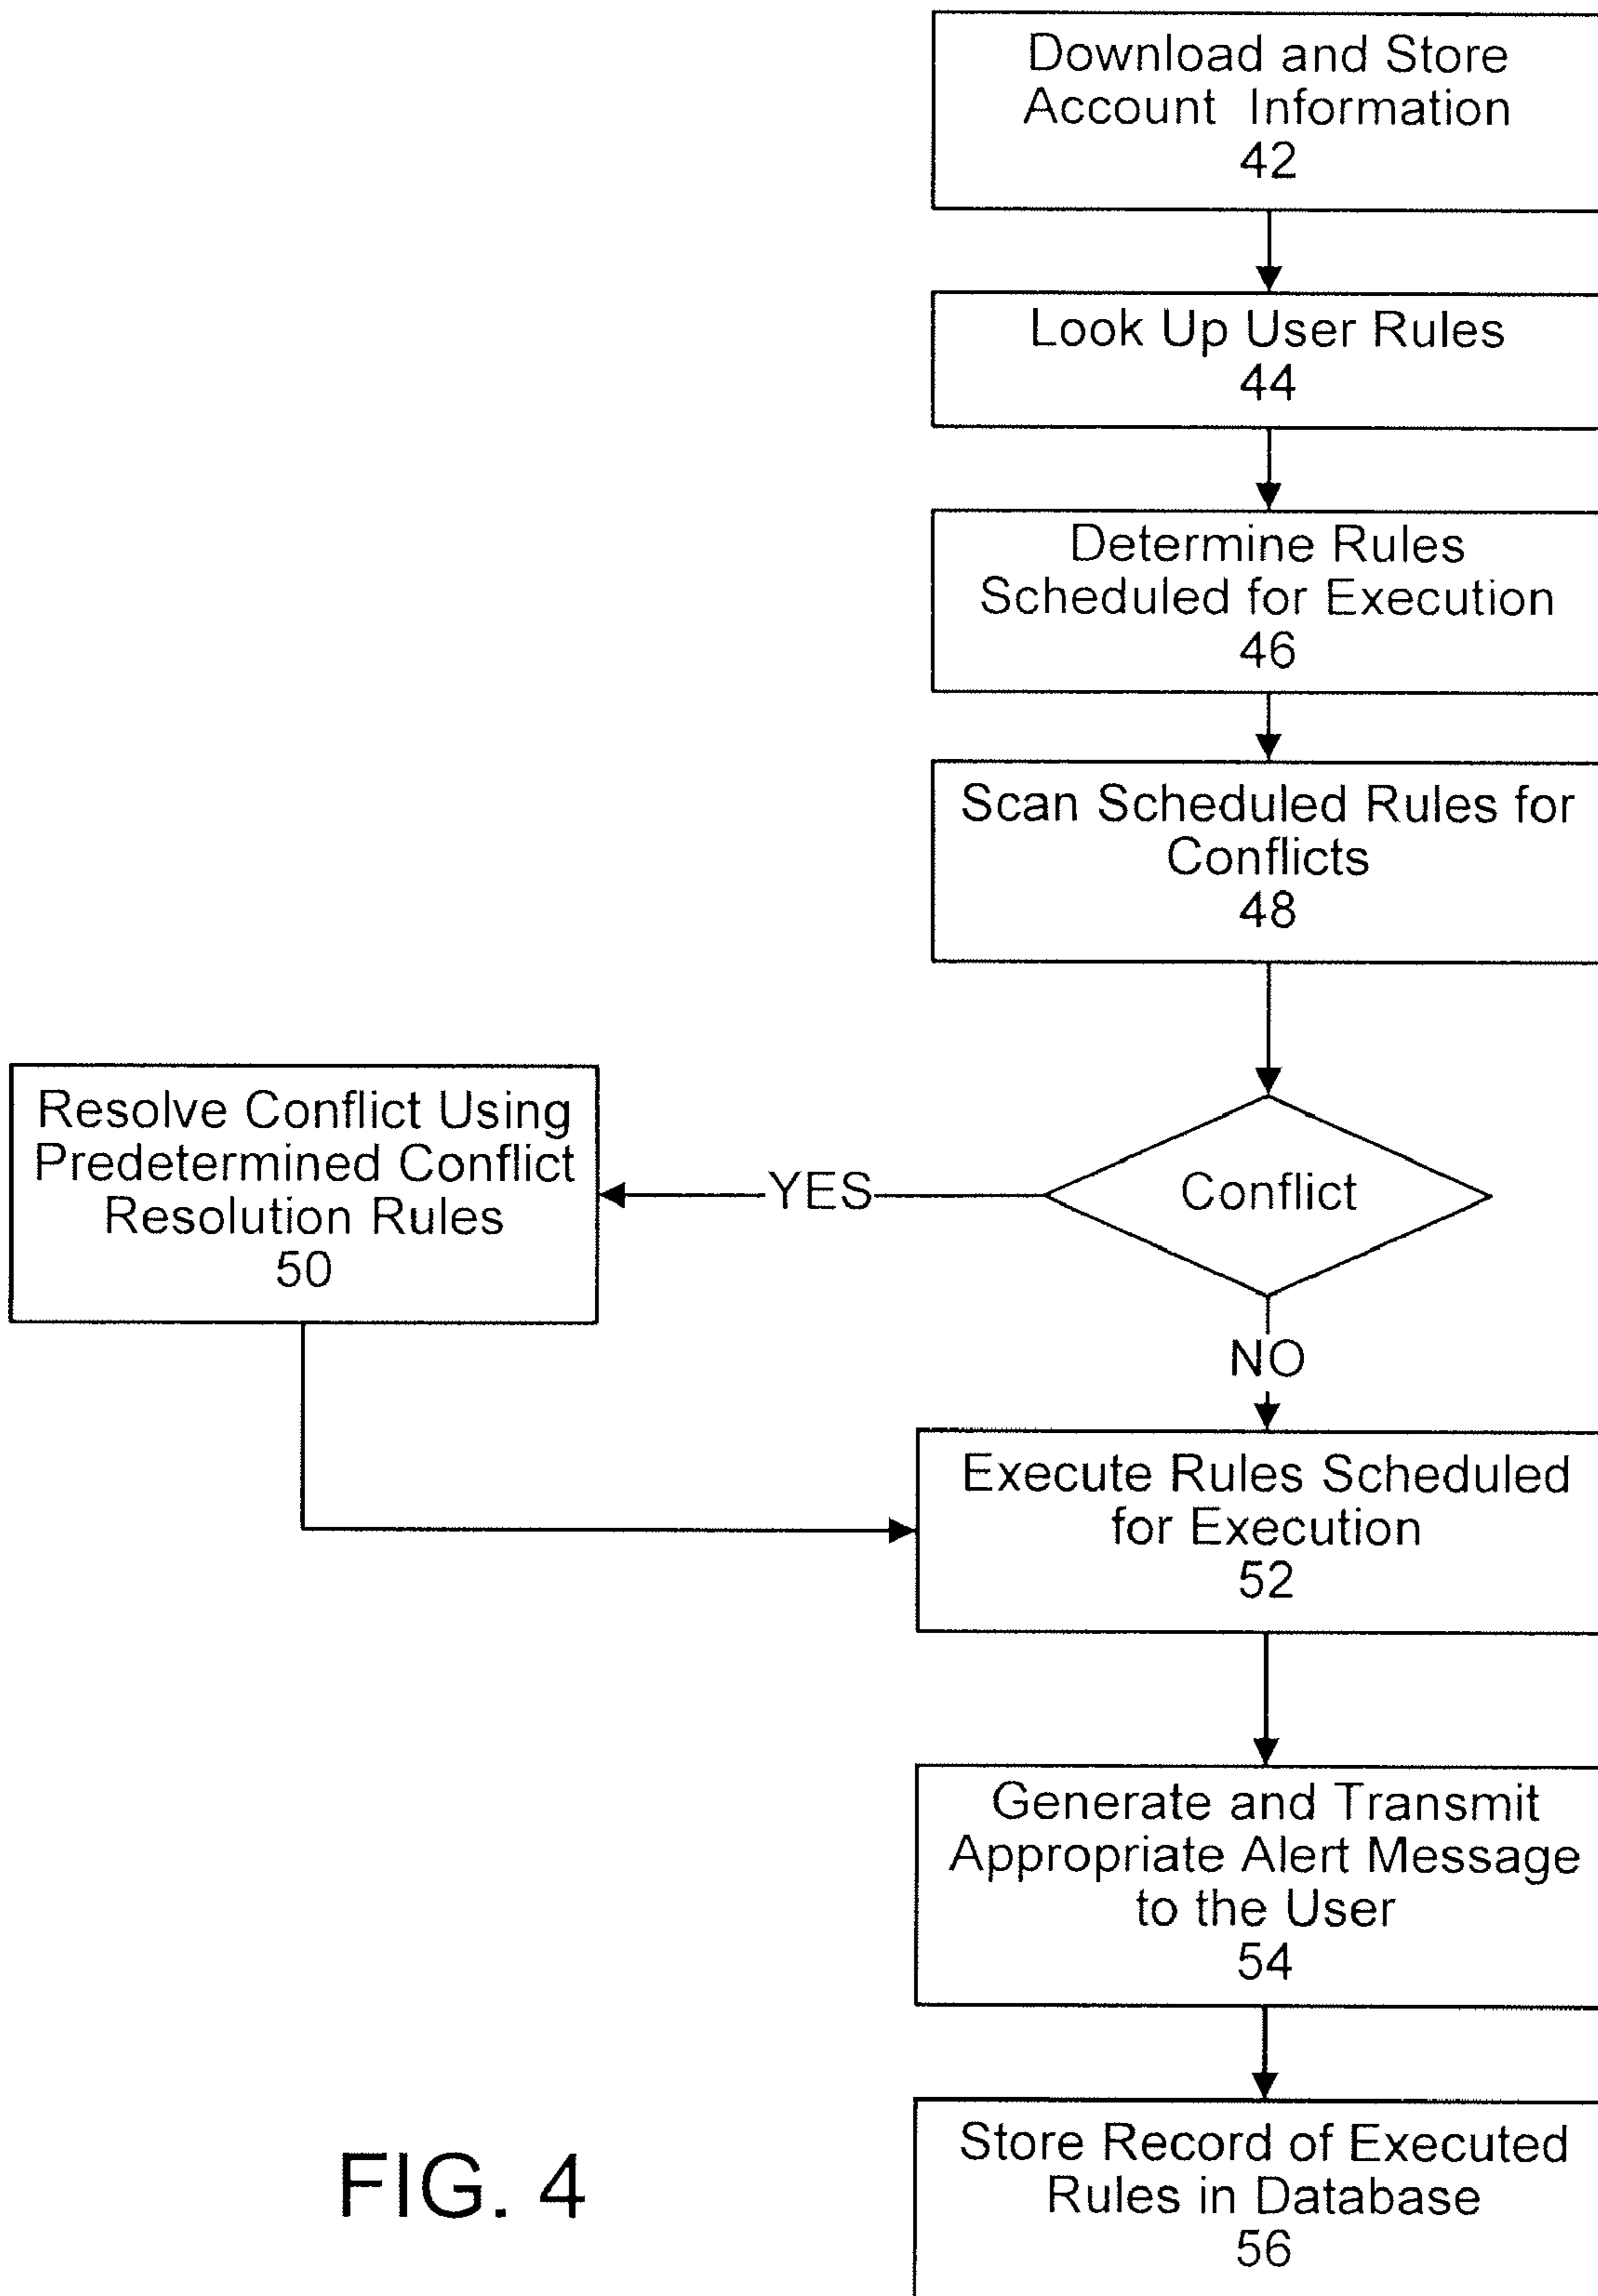 Download and Store
Account Information
42
Look Up User Rules
44
Determine Rules
Scheduled for Execution
46
Scan Scheduled Rules for
Conflicts
48
Resolve Conflict Using
Predetermined Conflict
Resolution Rules
50
YES
Conflict
NO
Execute Rules Scheduled
for Execution
52
Generate and Transmit
Appropriate Alert Message
to the User
54
Store Record of Executed
Rules in Database
56
FIG. 4